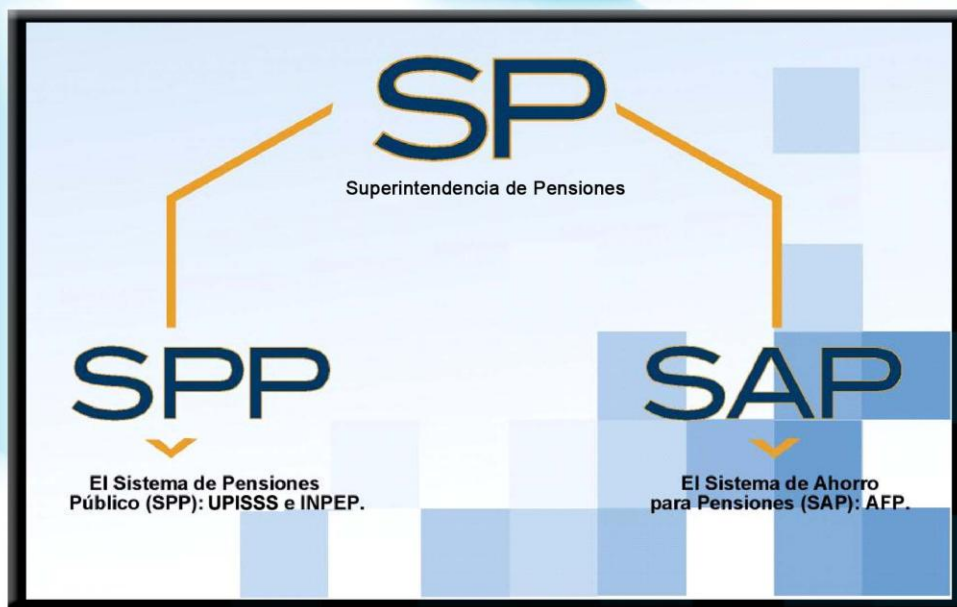 SP
Superintendencia de Pensiones
SPP
El Sistema de Pensiones
Público (SPP): UPISSS e INPEP.
SAP
El Sistema de Ahorro
para Pensiones (SAP): AFP.